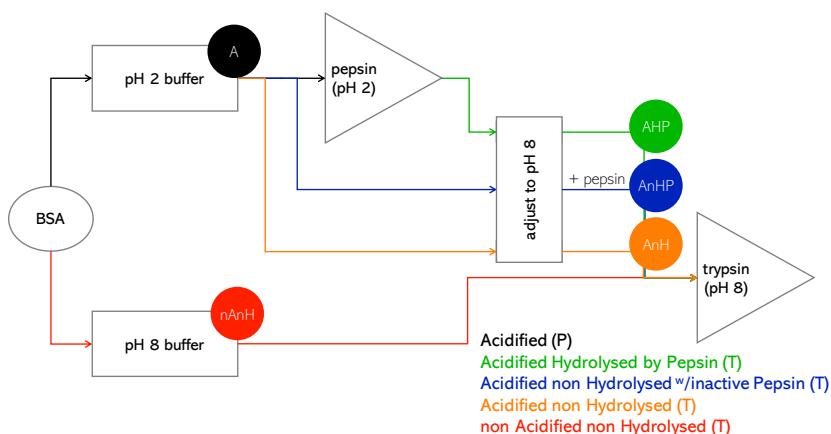 A
pH 2 buffer
pepsin
(pH 2)
adjust to pH 8
AHP
+ pepsin
AnHP
BSA
AnH
trypsin
(pH 8)
nAnH
pH 8 buffer
Acidified (P)
Acidified Hydrolysed by Pepsin (T)
Acidified non Hydrolysed w/inactive Pepsin (T)
Acidified non Hydrolysed (T)
non Acidified non Hydrolysed (T)